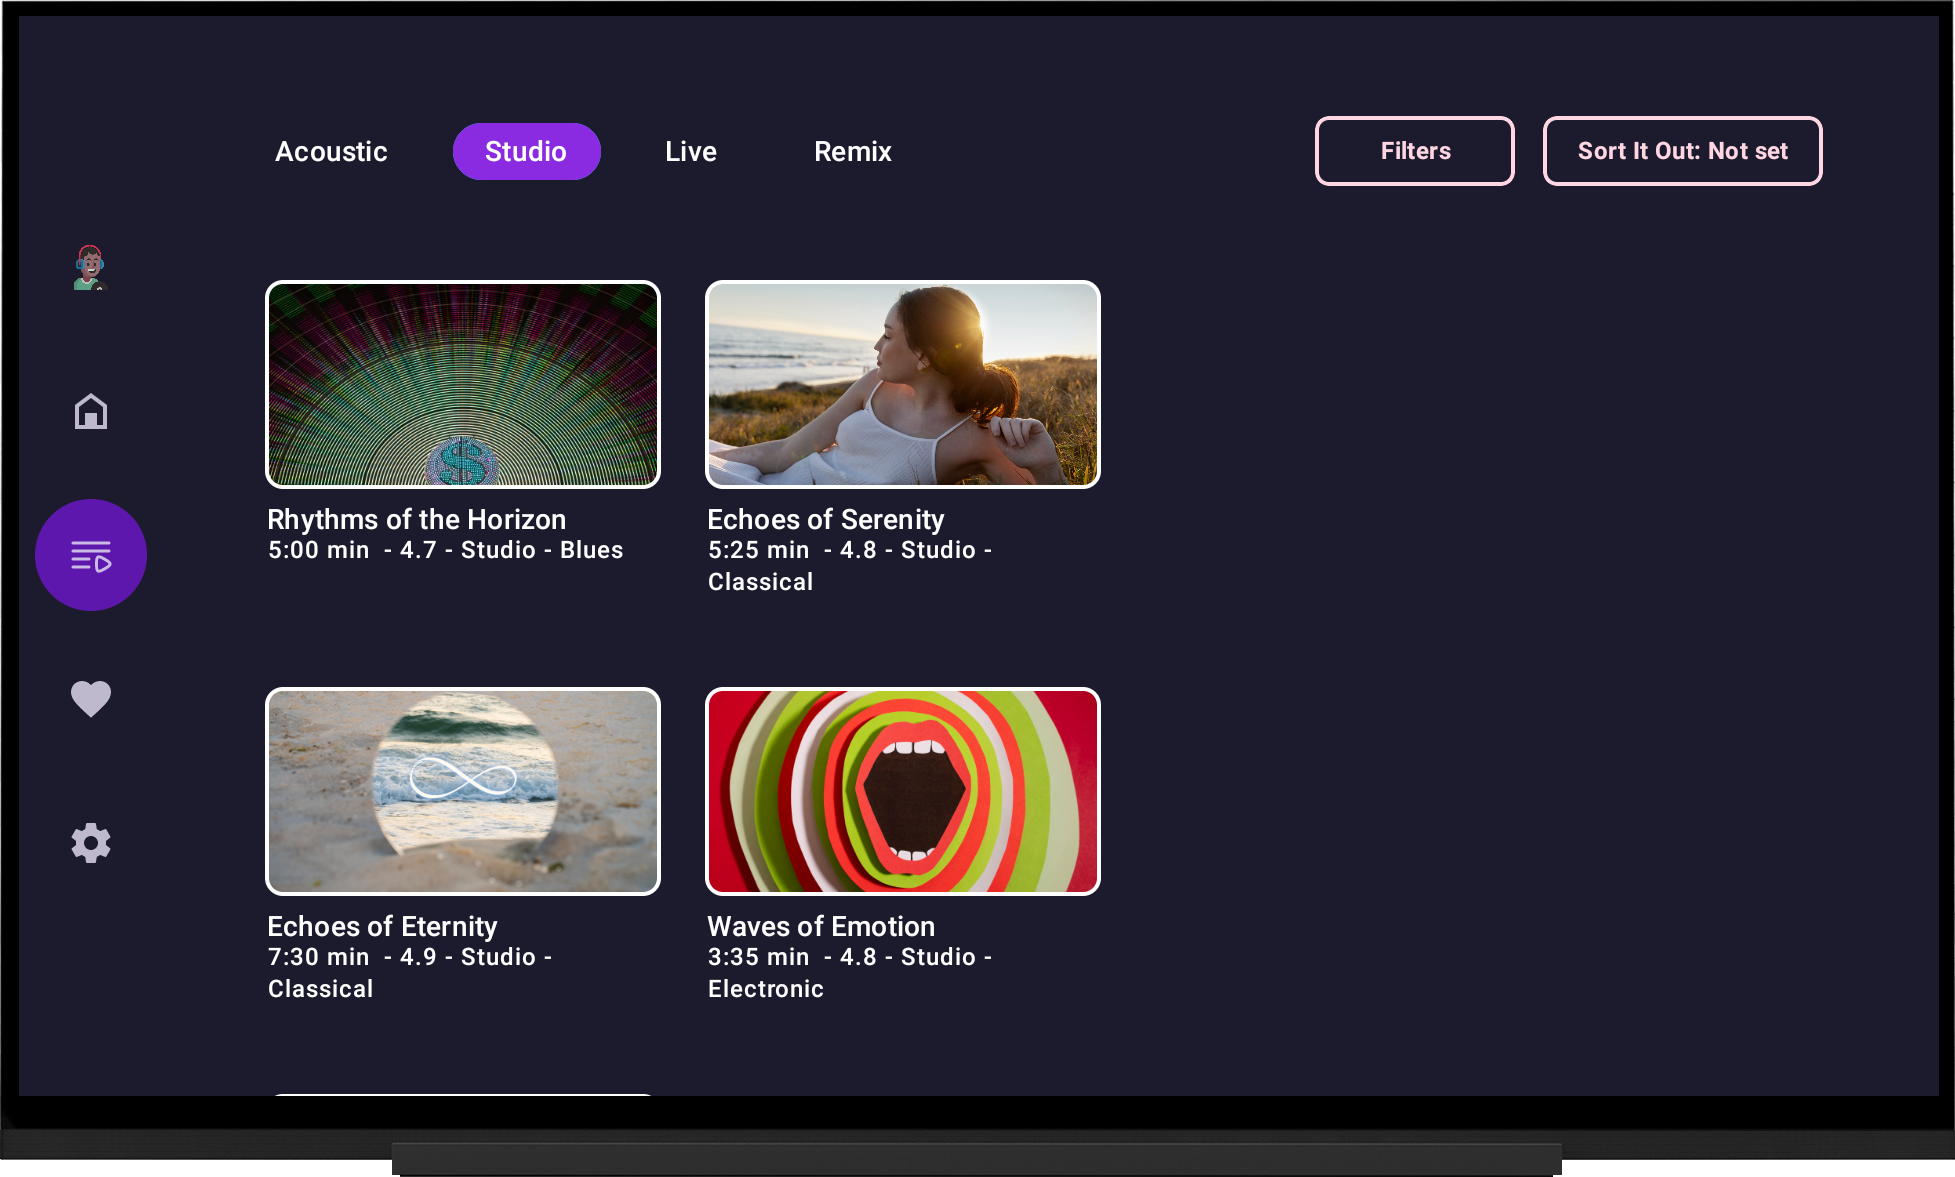 Acoustic
Studio
Live
Remix
Filters
Sort It Out: Not set
Rhythms of the Horizon
5:00 min  - 4.7 - Studio - Blues
Echoes of Serenity
5:25 min  - 4.8 - Studio -
Classical
Echoes of Eternity
7:30 min  - 4.9 - Studio -
Classical
Waves of Emotion
3:35 min  - 4.8 - Studio -
Electronic